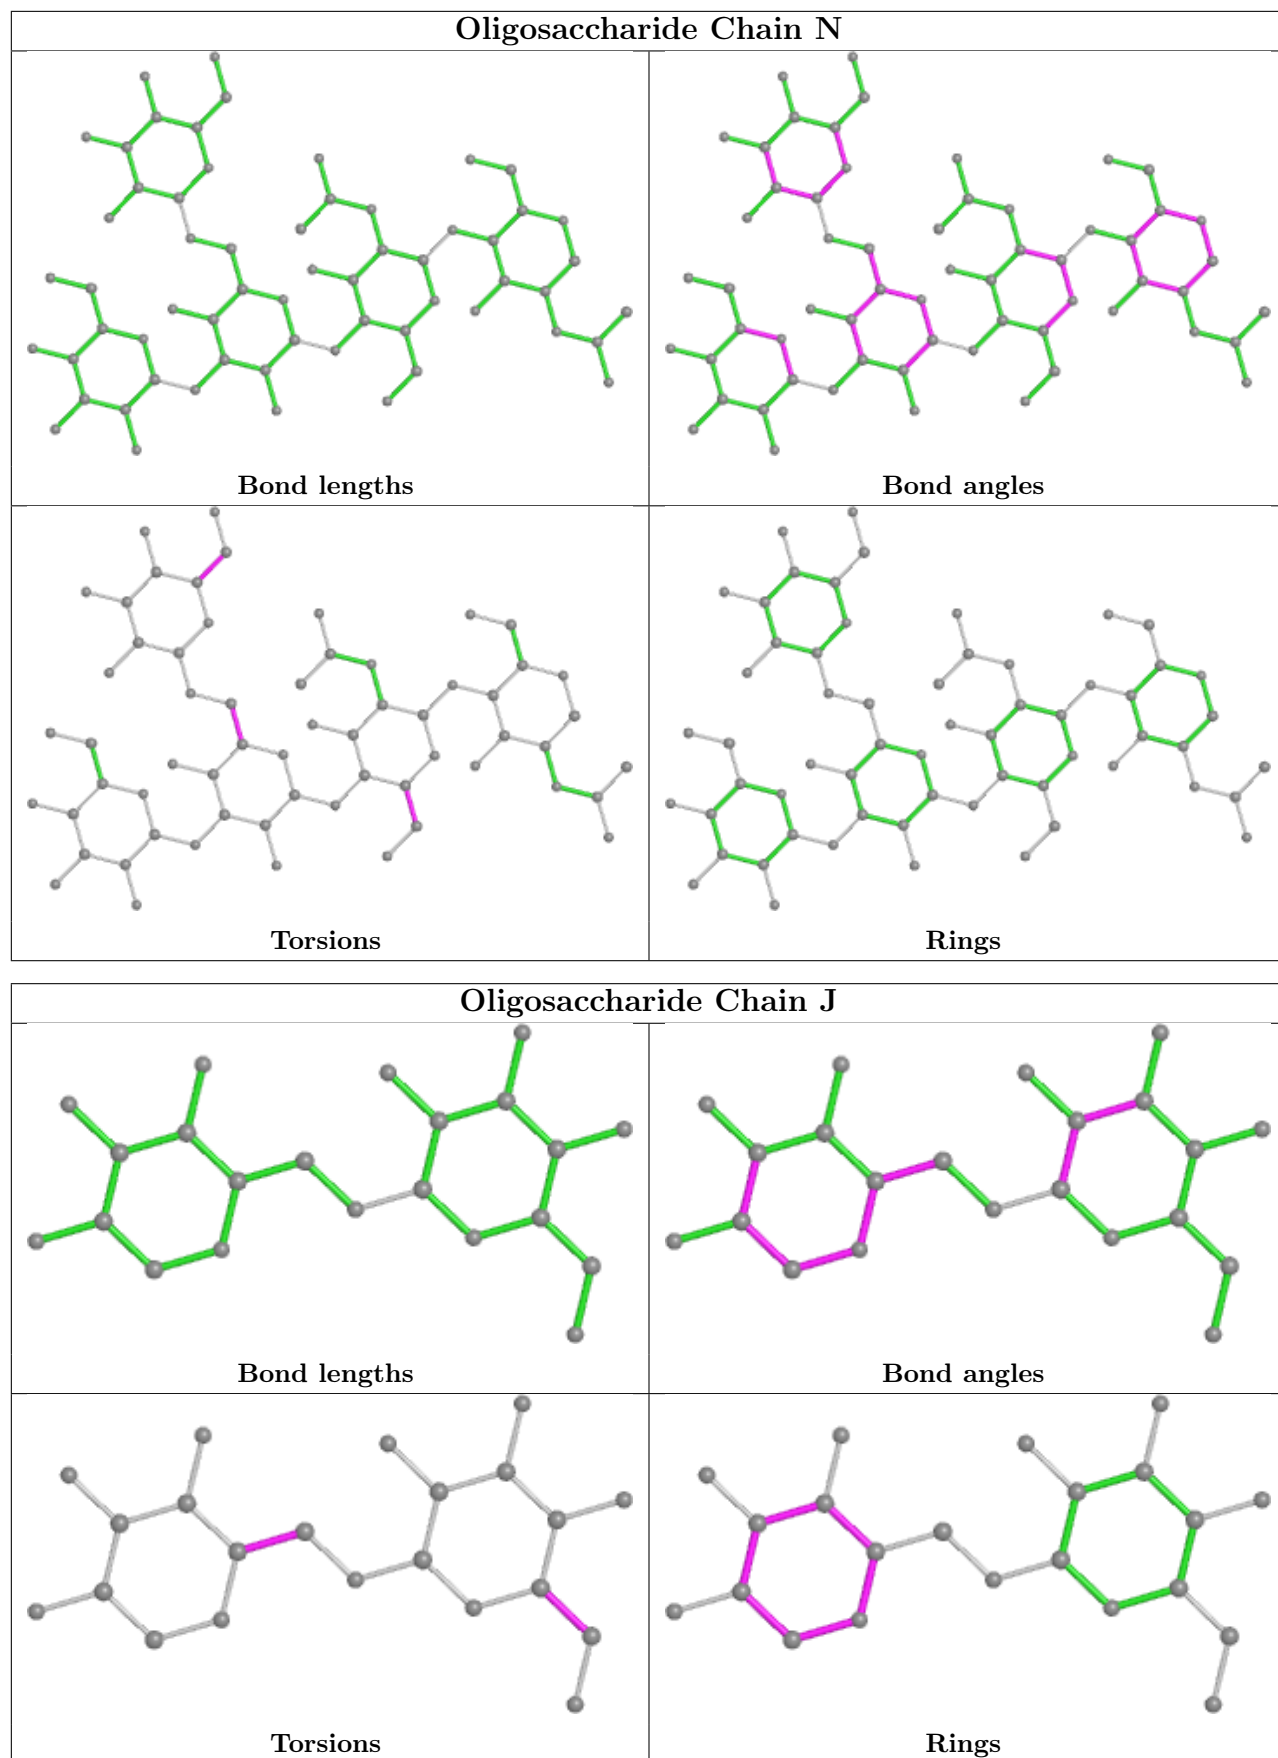 Oligosaccharide Chain N
Bond lengths
Bond angles
Torsions
Rings
Oligosaccharide Chain J
Bond lengths
Bond angles
Torsions
Rings